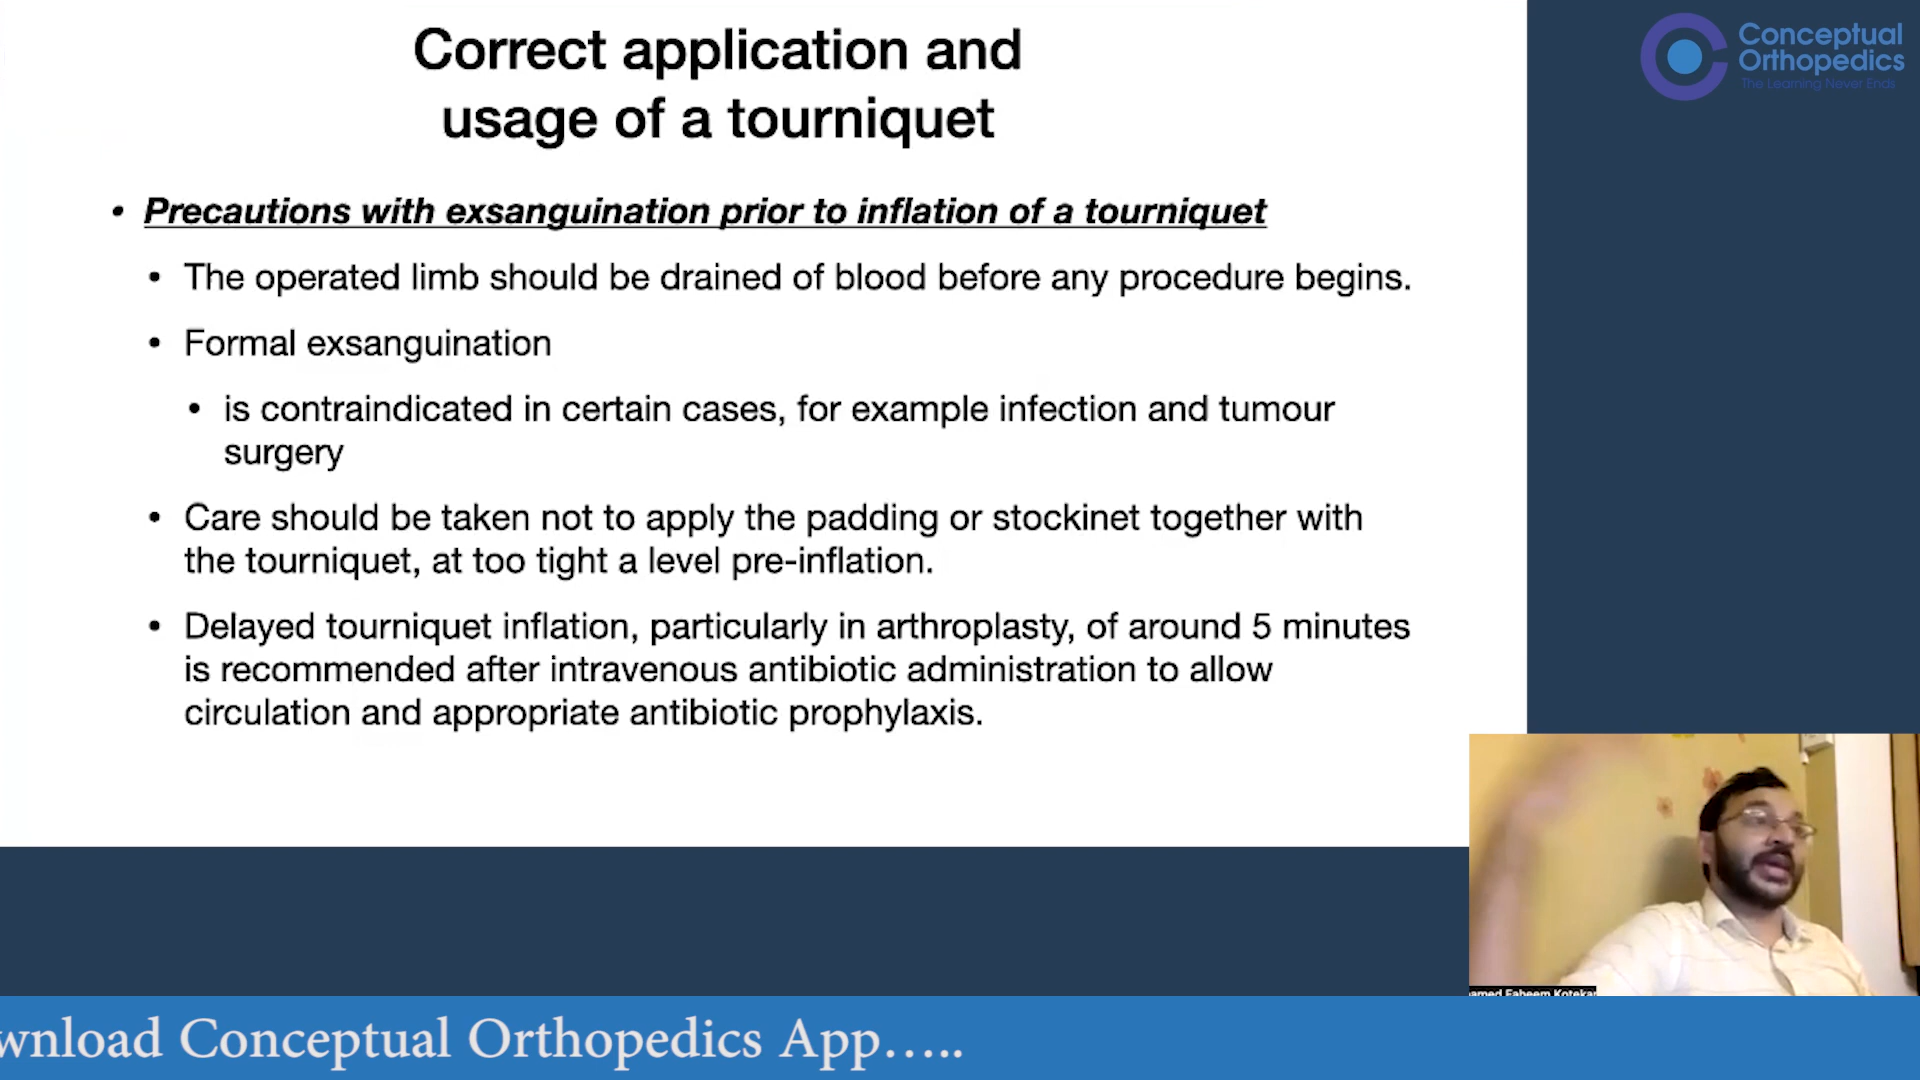 Correct application and
usage of a tourniquet
• Precautions with exsanguination prior to inflation of a tourniquet
• The operated limb should be drained of blood before any procedure begins.
• Formal exsanguination
• is contraindicated in certain cases, for example infection and tumour
surgery
• Care should be taken not to apply the padding or stockinet together with
the tourniquet, at too tight a level pre-inflation.
• Delayed tourniquet inflation, particularly in arthroplasty, of around 5 minutes
is recommended after intravenous antibiotic administration to allow
circulation and appropriate antibiotic prophylaxis.
Conceptual
Orthopedics
The Learning Never Ends
amed Faheem Kotekar
wnload Conceptual Orthopedics App.....